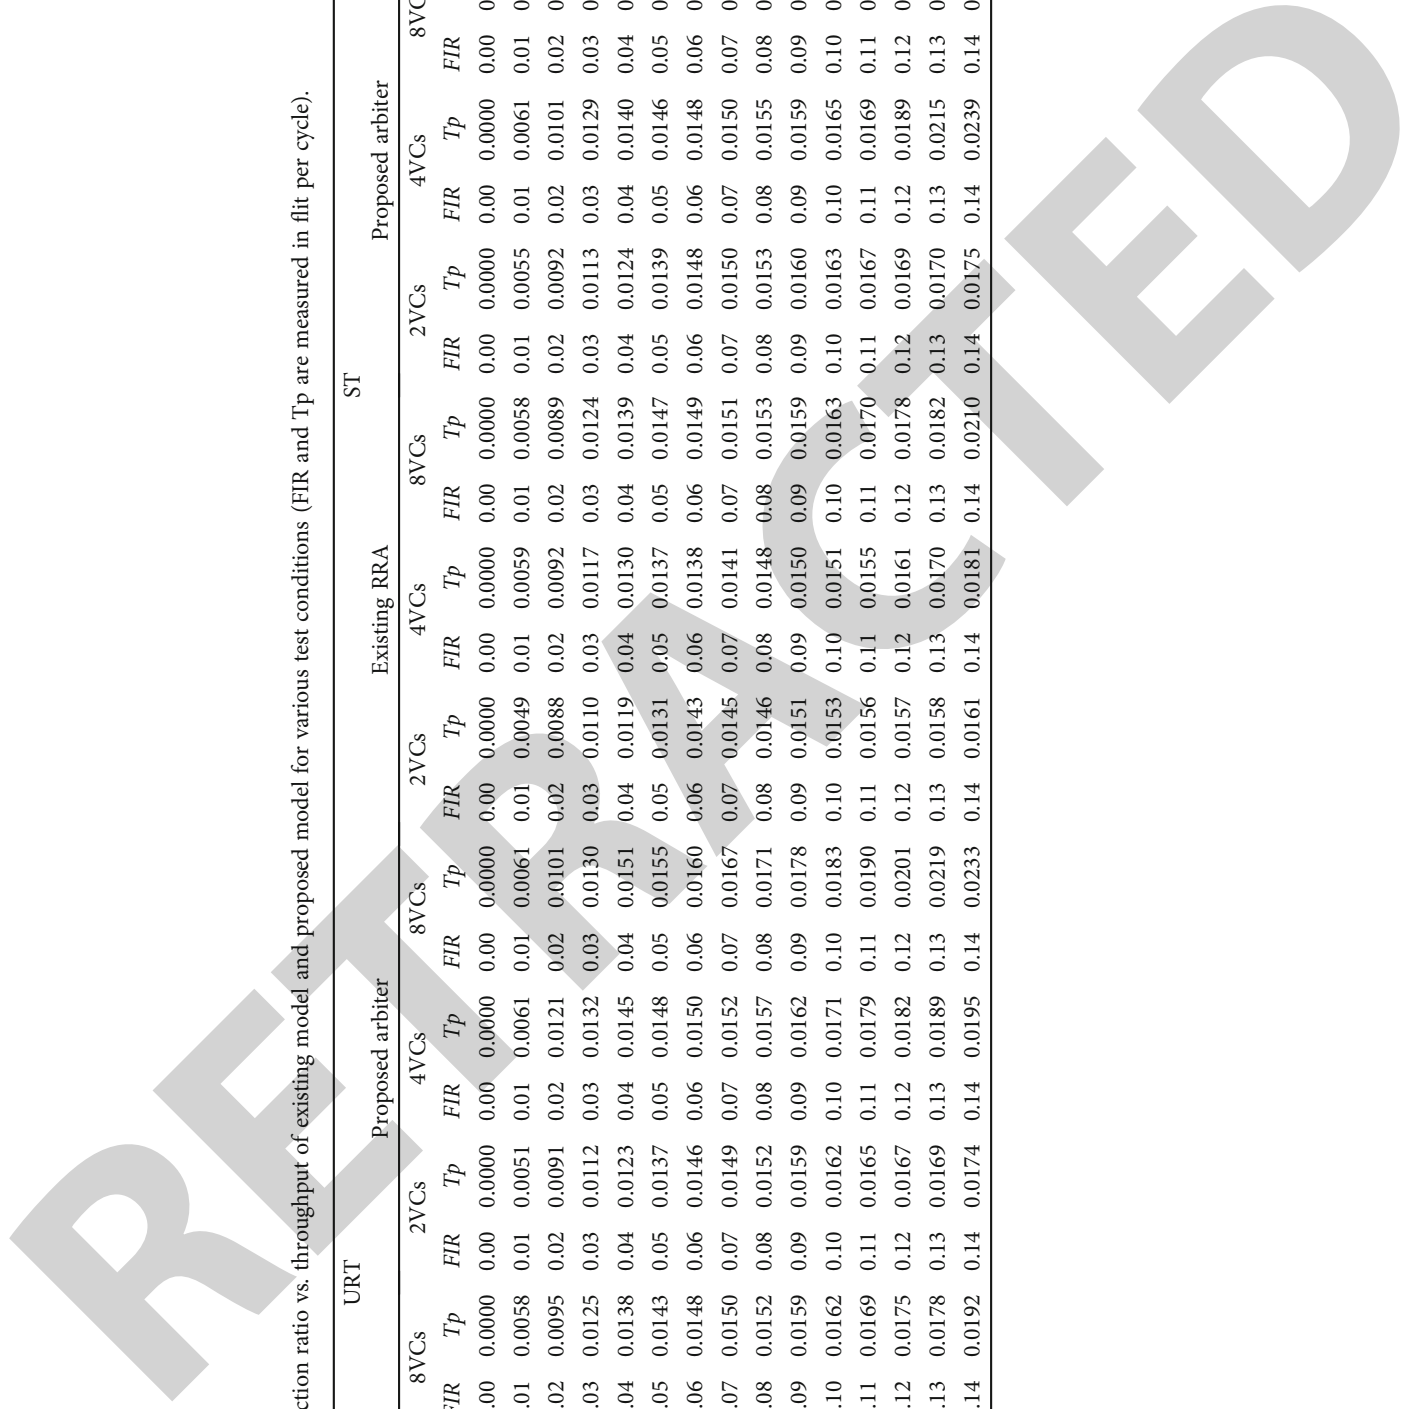 ction ratio vs. throughput of existing model and proposed model for various test conditions (FIR and Tp are measured in flit per cycle).
URT ST
Proposed arbiter Existing RRA Proposed arbiter
8VCs 2VCs 4VCs 8VCs 2VCs 4VCs 8VCs 2VCs 4VCs 8VC
FIR Tp FIR Tp FIR Tp FIR Tp FIR Tp FIR Tp FIR Tp FIR Tp FIR Tp FIR
.00 0.0000 0.00 0.0000 0.00 0.0000 0.00 0.0000 0.00 0.0000 0.00 0.0000 0.00 0.0000 0.00 0.0000 0.00 0.0000 0.00 0
.01 0.0058 0.01 0.0051 0.01 0.0061 0.01 0.0061 0.01 0.0049 0.01 0.0059 0.01 0.0058 0.01 0.0055 0.01 0.0061 0.01 0
.02 0.0095 0.02 0.0091 0.02 0.0121 0.02 0.0101 0.02 0.0088 0.02 0.0092 0.02 0.0089 0.02 0.0092 0.02 0.0101 0.02 0
.03 0.0125 0.03 0.0112 0.03 0.0132 0.03 0.0130 0.03 0.0110 0.03 0.0117 0.03 0.0124 0.03 0.0113 0.03 0.0129 0.03 0
.04 0.0138 0.04 0.0123 0.04 0.0145 0.04 0.0151 0.04 0.0119 0.04 0.0130 0.04 0.0139 0.04 0.0124 0.04 0.0140 0.04 0
.05 0.0143 0.05 0.0137 0.05 0.0148 0.05 0.0155 0.05 0.0131 0.05 0.0137 0.05 0.0147 0.05 0.0139 0.05 0.0146 0.05 0
.06 0.0148 0.06 0.0146 0.06 0.0150 0.06 0.0160 0.06 0.0143 0.06 0.0138 0.06 0.0149 0.06 0.0148 0.06 0.0148 0.06 0
.07 0.0150 0.07 0.0149 0.07 0.0152 0.07 0.0167 0.07 0.0145 0.07 0.0141 0.07 0.0151 0.07 0.0150 0.07 0.0150 0.07 0
.08 0.0152 0.08 0.0152 0.08 0.0157 0.08 0.0171 0.08 0.0146 0.08 0.0148 0.08 0.0153 0.08 0.0153 0.08 0.0155 0.08 0
.09 0.0159 0.09 0.0159 0.09 0.0162 0.09 0.0178 0.09 0.0151 0.09 0.0150 0.09 0.0159 0.09 0.0160 0.09 0.0159 0.09 0
.10 0.0162 0.10 0.0162 0.10 0.0171 0.10 0.0183 0.10 0.0153 0.10 0.0151 0.10 0.0163 0.10 0.0163 0.10 0.0165 0.10 0
.11 0.0169 0.11 0.0165 0.11 0.0179 0.11 0.0190 0.11 0.0156 0.11 0.0155 0.11 0.0170 0.11 0.0167 0.11 0.0169 0.11 0
.12 0.0175 0.12 0.0167 0.12 0.0182 0.12 0.0201 0.12 0.0157 0.12 0.0161 0.12 0.0178 0.12 0.0169 0.12 0.0189 0.12 0
.13 0.0178 0.13 0.0169 0.13 0.0189 0.13 0.0219 0.13 0.0158 0.13 0.0170 0.13 0.0182 0.13 0.0170 0.13 0.0215 0.13 0
.14 0.0192 0.14 0.0174 0.14 0.0195 0.14 0.0233 0.14 0.0161 0.14 0.0181 0.14 0.0210 0.14 0.0175 0.14 0.0239 0.14 0
RETRACTED